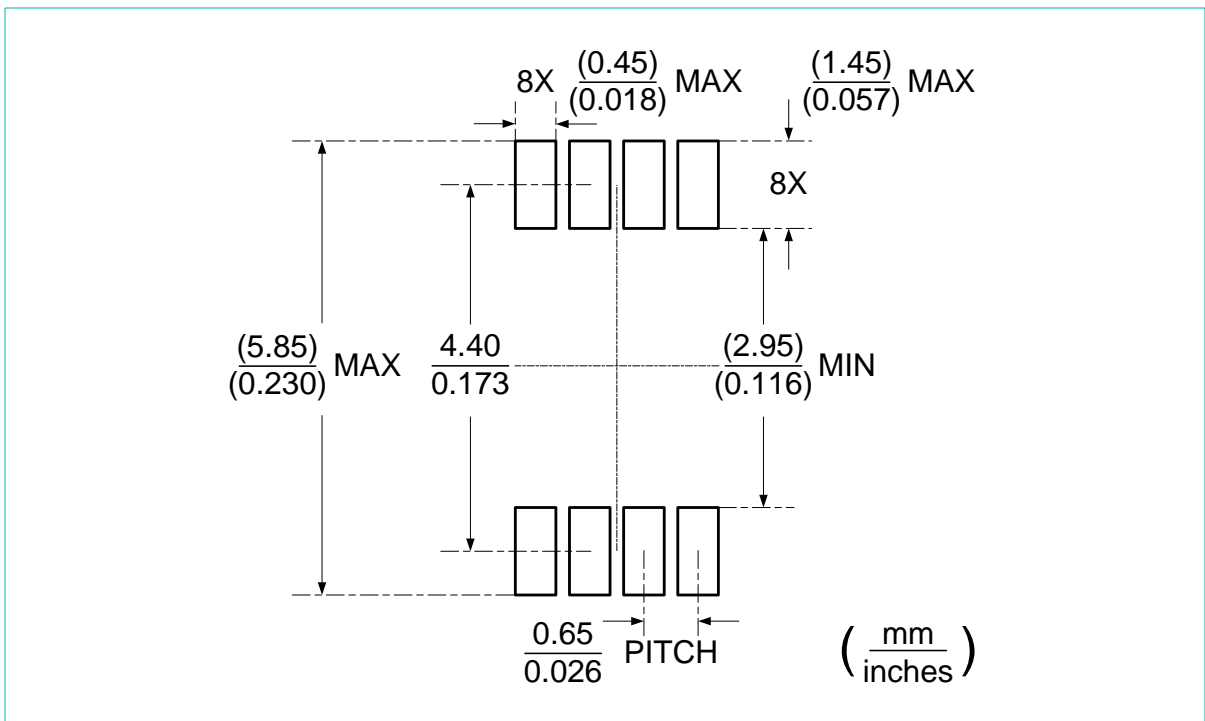 8X (0.45) MAX (1.45) MAX
(0.018) (0.057)
8X
(5.85) MAX 4.40 (2.95) MIN
(0.230) 0.173 (0.116)
0.65 PITCH ( mm )
0.026 inches